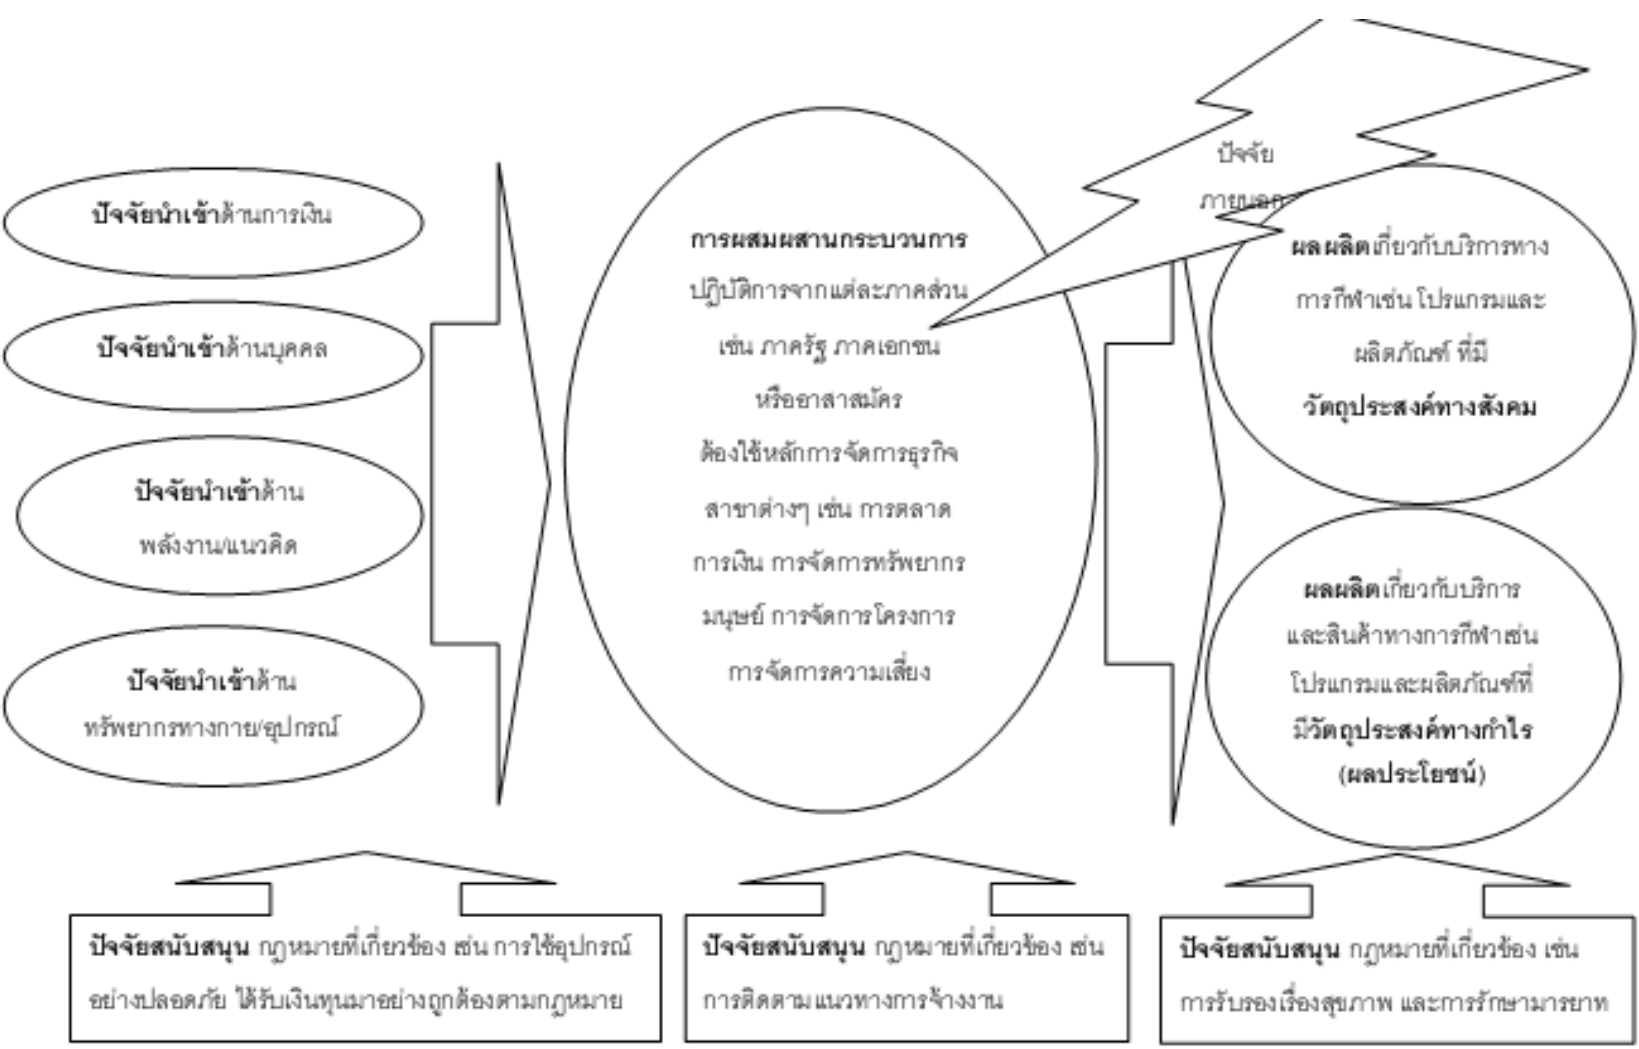 ปัจจัยนำเข้าด้านการเงิน
ปัจจัยนำเข้าด้านบุคคล
ปัจจัยนำเข้าด้าน
พลังงาน/แนวคิด
ปัจจัยนำเข้าด้าน
ทรัพยากรทางกาย/อุปกรณ์
การผสมผสานกระบวนการ
ปฏิบัติการจากแต่ละภาคส่วน
เช่น ภาครัฐ ภาคเอกชน
หรืออาสาสมัคร
ต้องใช้หลักการจัดการธุรกิจ
สาขาต่างๆ เช่น การตลาด
การเงิน การจัดการทรัพยากร
มนุษย์ การจัดการโครงการ
การจัดการความเสี่ยง
ปัจจัย
ภายนอก
ผลผลิตเกี่ยวกับบริการทาง
การกีฬาเช่น โปรแกรมและ
ผลิตภัณฑ์ ที่มี
วัตถุประสงค์ทางสังคม
ผลผลิตเกี่ยวกับบริการ
และสินค้าทางการกีฬาเช่น
โปรแกรมและผลิตภัณฑ์ที่
มีวัตถุประสงค์ทางกำไร
(ผลประโยชน์)
ปัจจัยสนับสนุน กฎหมายที่เกี่ยวข้อง เช่น การใช้อุปกรณ์
อย่างปลอดภัย ได้รับเงินทุนมาอย่างถูกต้องตามกฎหมาย
ปัจจัยสนับสนุน กฎหมายที่เกี่ยวข้อง เช่น
การติดตามแนวทางการจ้างงาน
ปัจจัยสนับสนุน กฎหมายที่เกี่ยวข้อง เช่น
การรับรองเรื่องสุขภาพ และการรักษามารยาท